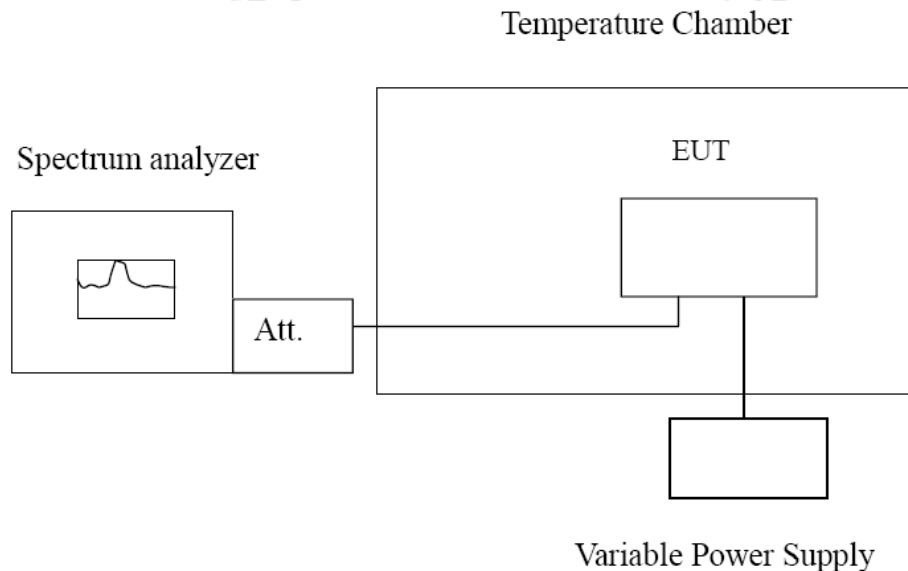 Temperature Chamber
Spectrum analyzer
EUT
Att.
Variable Power Supply